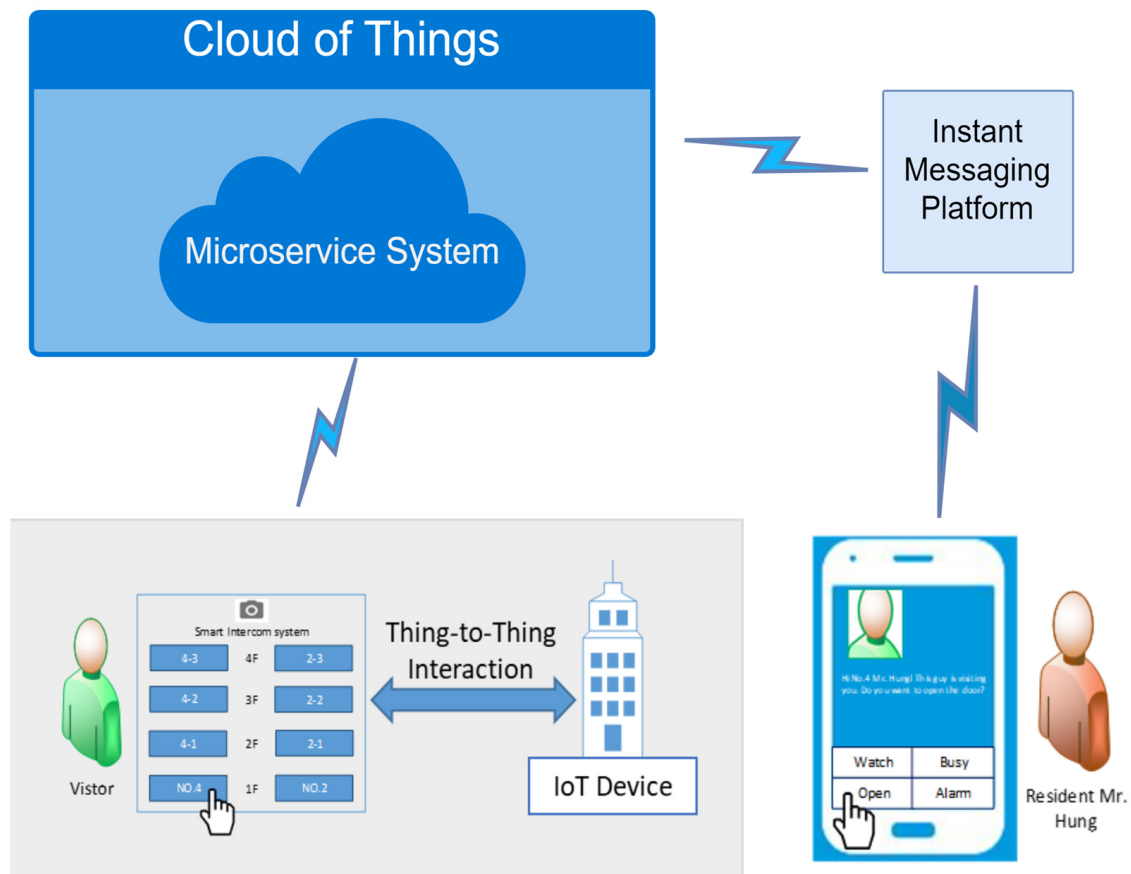 Cloud of Things
Microservice System
Instant
Messaging
Platform
Smart Intercom system
4-3 4F 2-3
4-2 3F 2-2
4-1 2F 2-1
NO.4 1F NO.2
Vistor
Thing-to-Thing
Interaction
IoT Device
Hi No.4 Mr. Hung! This guy is visiting
you. Do you want to open the door?
Watch Busy
Open Alarm
Resident Mr.
Hung